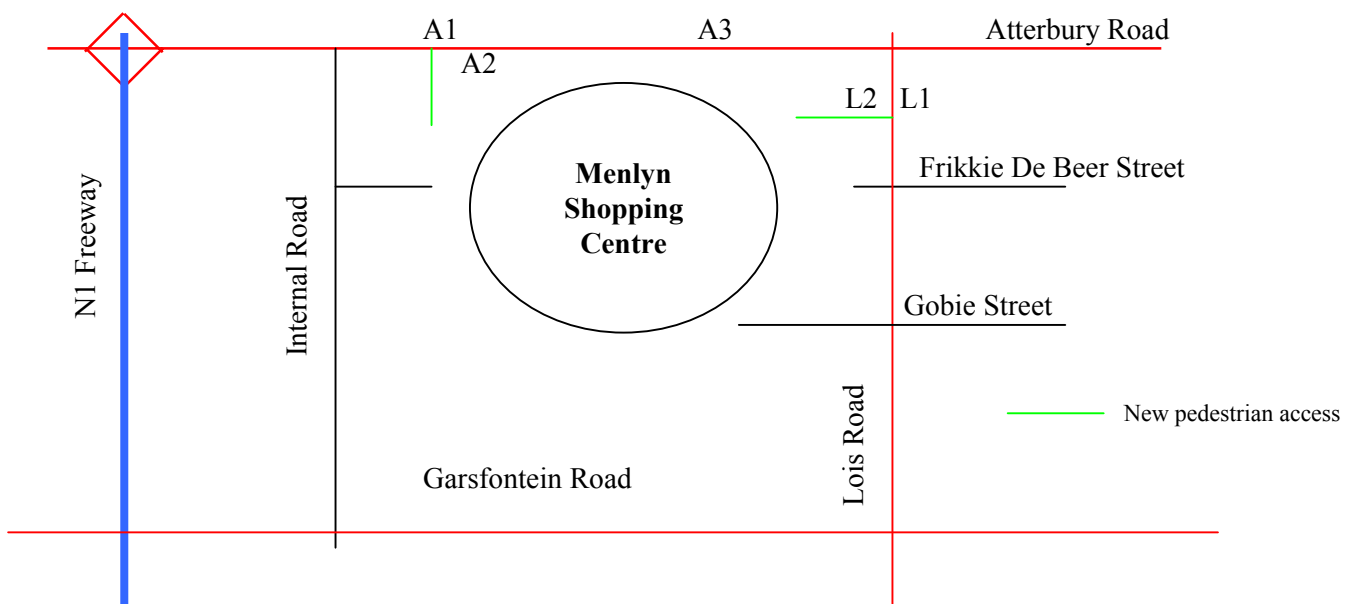 A1
A3
Atterbury Road
A2
L2
L1
Menlyn
Shopping
Centre
Frikkie De Beer Street
N1 Freeway
Internal Road
Gobie Street
Lois Road
New pedestrian access
Garsfontein Road